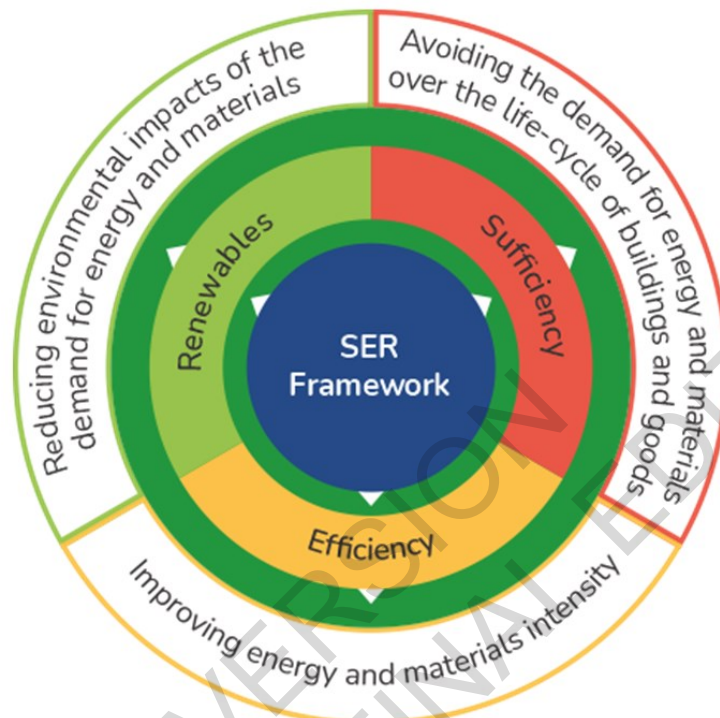 Reducing environmental impacts of the
demand for energy and materials
Avoiding the demand for energy and materials
over the life-cycle of buildings and goods
Renewables
Sufficiency
SER
Framework
Efficiency
Improving energy and materials intensity
VERSION